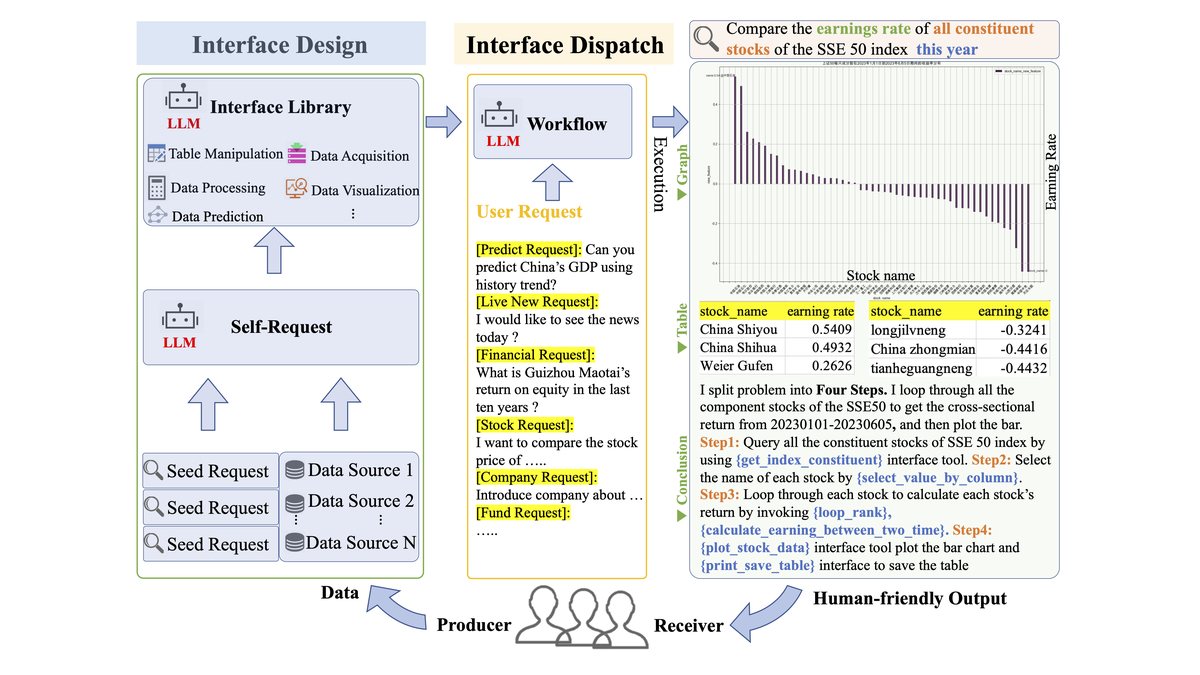 Interface Design
LLM
Interface Library
Table Manipulation
Data Acquisition
Data Processing
Data Visualization
Data Prediction
LLM
Self-Request
Seed Request
Seed Request
Seed Request
Data Source 1
Data Source 2
Data Source N
Interface Dispatch
LLM
Workflow
User Request
[Predict Request]: Can you
predict China’s GDP using
history trend?
[Live New Request]:
I would like to see the news
today ?
[Financial Request]:
What is Guizhou Maotai’s
return on equity in the last
ten years ?
[Stock Request]:
I want to compare the stock
price of …..
[Company Request]:
Introduce company about …
[Fund Request]:
…..
Execution
Compare the earnings rate of all constituent
stocks of the SSE 50 index this year
Graph
Earning Rate
Stock name
Table
stock_name earning rate
China Shiyou 0.5409
China Shihua 0.4932
Weier Gufen 0.2626
stock_name earning rate
longjilvneng -0.3241
China zhongmian -0.4416
tianheguangneng -0.4432
Conclusion
I split problem into Four Steps. I loop through all the
component stocks of the SSE50 to get the cross-sectional
return from 20230101-20230605, and then plot the bar.
Step1: Query all the constituent stocks of SSE 50 index by
using {get_index_constituent} interface tool. Step2: Select
the name of each stock by {select_value_by_column}.
Step3: Loop through each stock to calculate each stock’s
return by invoking {loop_rank},
{calculate_earning_between_two_time}. Step4:
{plot_stock_data} interface tool plot the bar chart and
{print_save_table} interface to save the table
Data
Producer
Receiver
Human-friendly Output